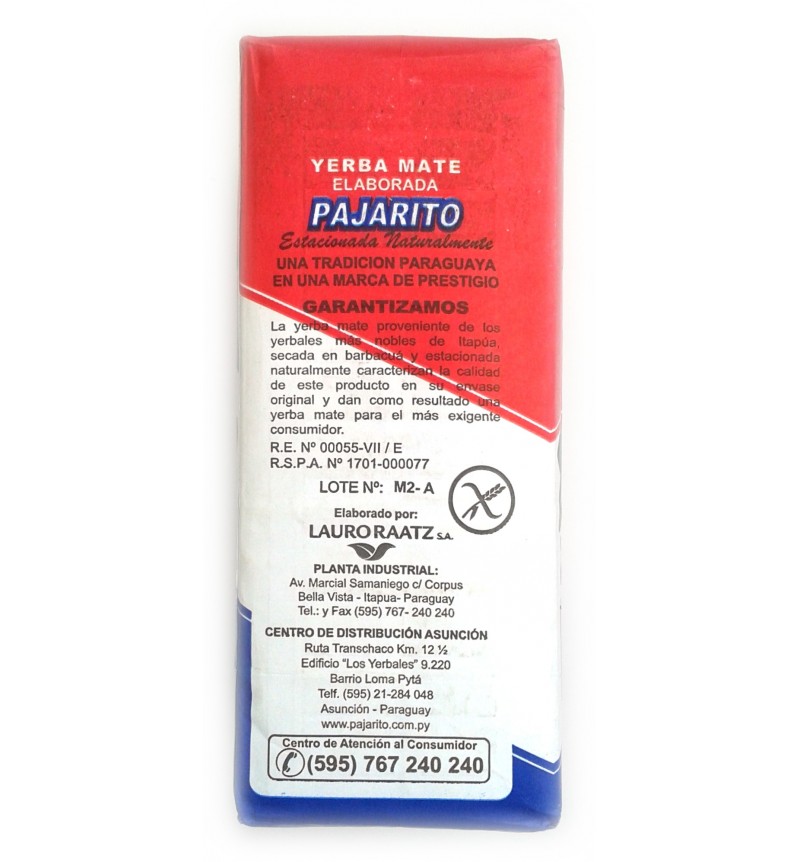 YERBA MATE
ELABORADA
PAJARITO
Estacionada Naturalmente
UNA TRADICION PARAGUAYA
EN UNA MARCA DE PRESTIGIO
GARANTIZAMOS
La yerba mate proveniente de los
yerbales más nobles de Itapúa,
secada en barbacuá y estacionada
naturalmente caracterizan la calidad
de este producto en su envase
original y dan como resultado una
yerba mate para el más exigente
consumidor.
R.E. Nº 00055-VII / E
R.S.P.A. Nº 1701-000077
LOTE Nº: M2- A
Elaborado por:
LAURO RAATZ S.A.
PLANTA INDUSTRIAL:
Av. Marcial Samaniego c/ Corpus
Bella Vista - Itapua- Paraguay
Tel.: y Fax (595) 767- 240 240
CENTRO DE DISTRIBUCIÓN ASUNCIÓN
Ruta Transchaco Km. 12 ½
Edificio "Los Yerbales" 9.220
Barrio Loma Pytá
Telf. (595) 21-284 048
Asunción - Paraguay
www.pajarito.com.py
Centro de Atención al Consumidor
(595) 767 240 240